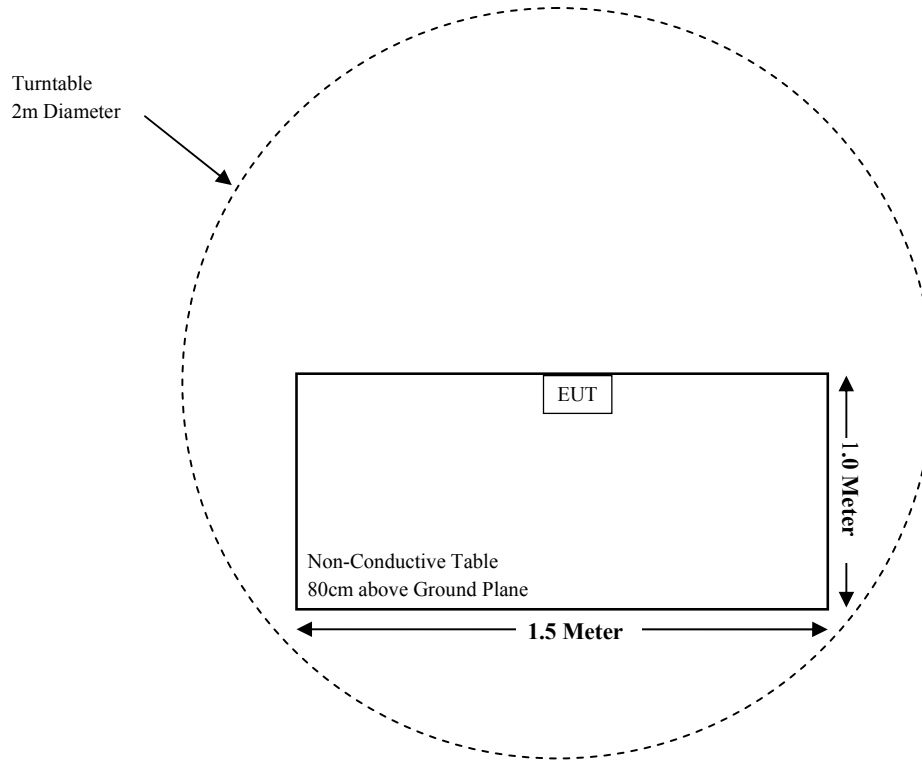 Turntable
2m Diameter
EUT
1.0 Meter
Non-Conductive Table
80cm above Ground Plane
1.5 Meter